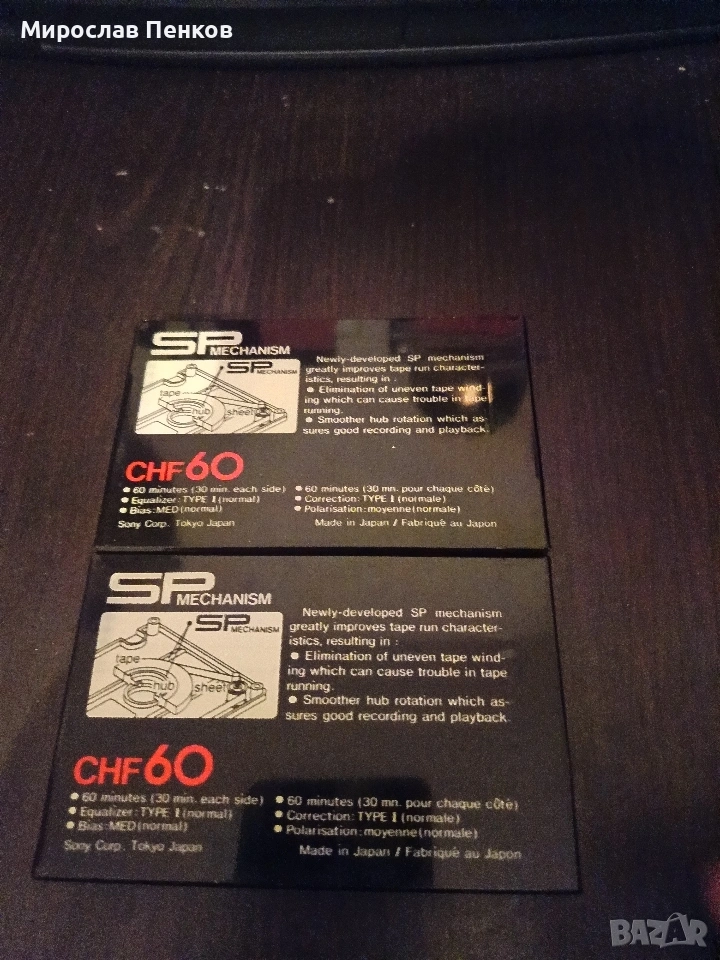 Мирослав Пенков
SP MECHANISM
SP MECHANISM
tape
hub
sheet
Newly-developed SP mechanism
greatly improves tape run character-
istics, resulting in :
● Elimination of uneven tape wind-
ing which can cause trouble in tape
running.
● Smoother hub rotation which as-
sures good recording and playback.
CHF60
● 60 minutes (30 min. each side)
● Equalizer: TYPE I (normal)
● Bias: MED (normal)
● 60 minutes (30 mn. pour chaque côté)
● Correction: TYPE I (normale)
● Polarisation: moyenne (normale)
Sony Corp. Tokyo Japan
Made in Japan / Fabriqué au Japon
SP MECHANISM
SP MECHANISM
tape
hub
sheet
Newly-developed SP mechanism
greatly improves tape run character-
istics, resulting in :
● Elimination of uneven tape wind-
ing which can cause trouble in tape
running.
● Smoother hub rotation which as-
sures good recording and playback.
CHF60
● 60 minutes (30 min. each side)
● Equalizer: TYPE I (normal)
● Bias: MED (normal)
● 60 minutes (30 mn. pour chaque côté)
● Correction: TYPE I (normale)
● Polarisation: moyenne (normale)
Sony Corp. Tokyo Japan
Made in Japan / Fabriqué au Japon
BAZAR